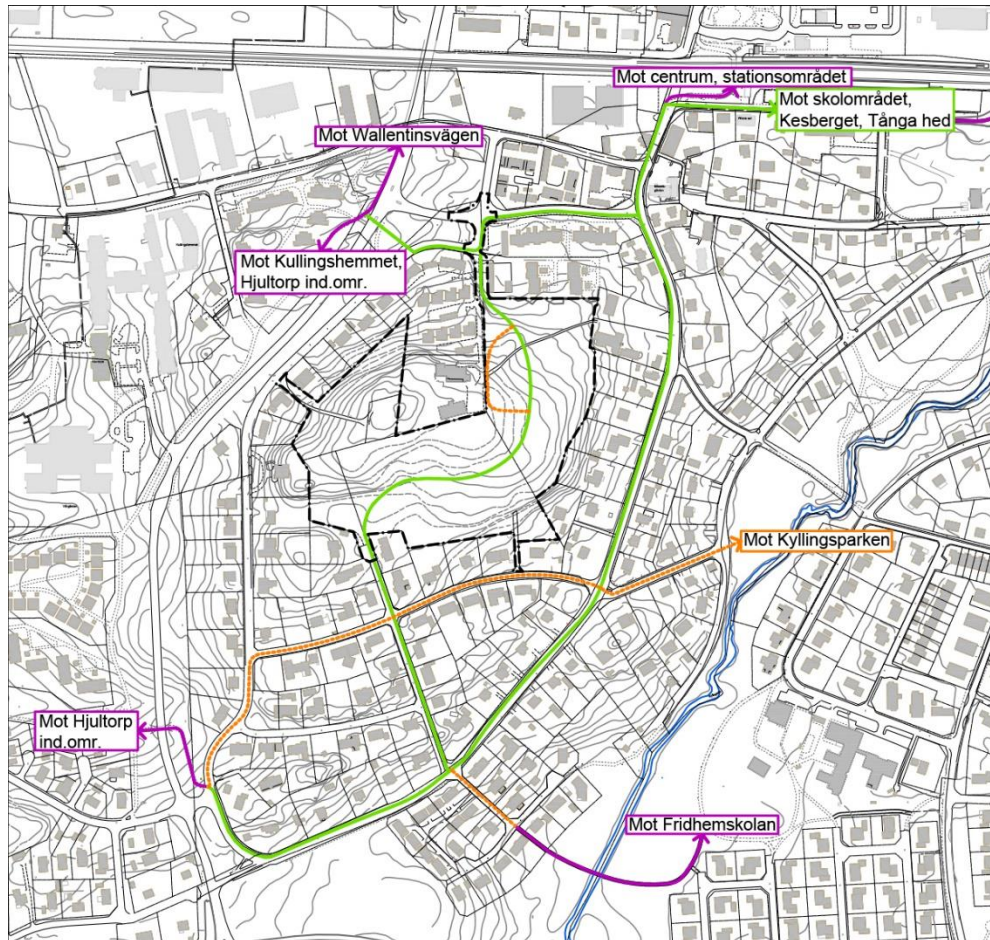 Mot centrum, stationsområdet
Mot skolområdet,
Kesberget, Tånga hed
Mot Wallentinsvägen
Mot Kullingshemmet,
Hjultorp ind.omr.
Mot Kyllingsparken
Mot Hjultorp
ind.omr.
Mot Fridhemskolan